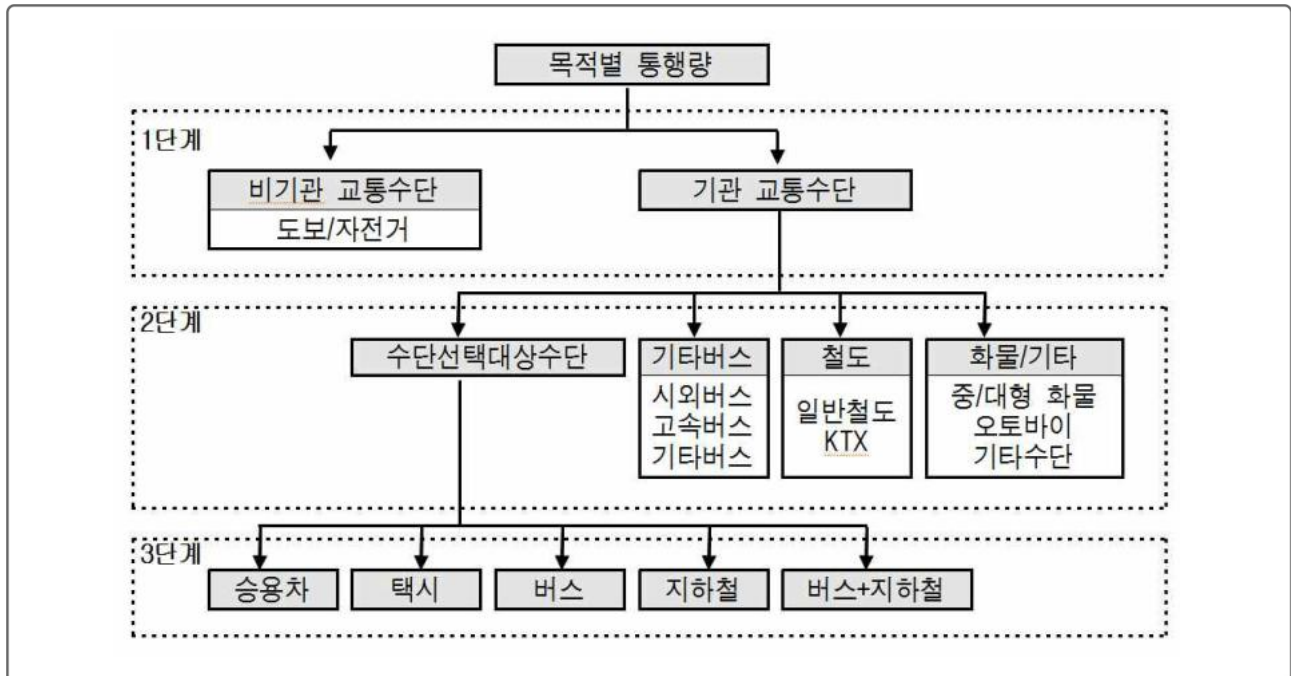 목적별 통행량
1단계
비기관 교통수단
기관 교통수단
도보/자전거
2단계
수단선택대상수단
기타버스
철도
화물/기타
시외버스
고속버스
기타버스
일반철도
KTX
중/대형 화물
오토바이
기타수단
3단계
승용차
택시
버스
지하철
버스+지하철